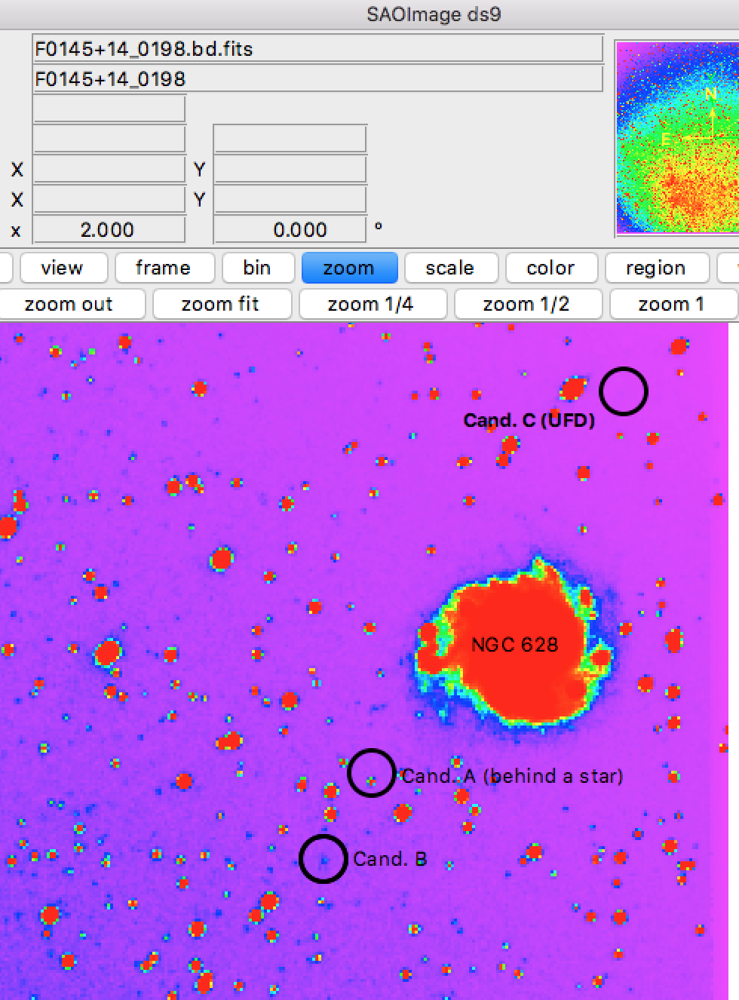 SAOImage ds9
F0145+14_0198.bd.fits
F0145+14_0198
X Y
X Y
x 2.000 0.000 °
N
E
view frame bin zoom scale color region
zoom out zoom fit zoom 1/4 zoom 1/2 zoom 1
Cand. C (UFD)
NGC 628
Cand. A (behind a star)
Cand. B